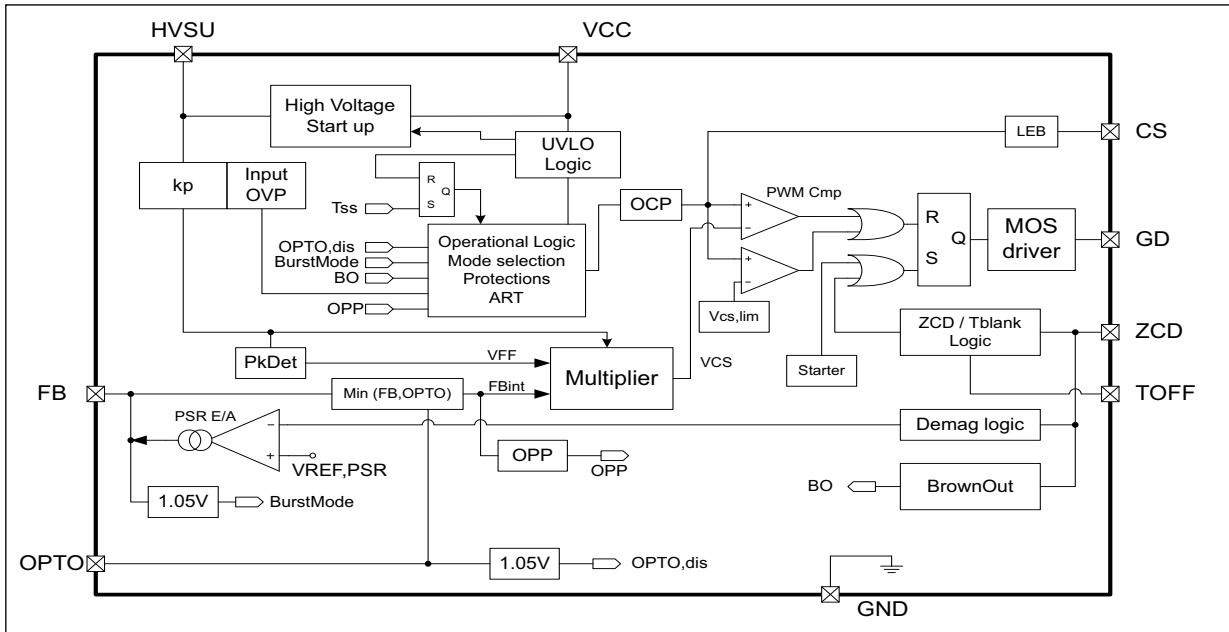 HVSU
VCC
High Voltage
Start up
UVLO
Logic
LEB
CS
kp
Input
OVP
R
S
Q
Tss
OCP
PWM Cmp
+
−
+
−
R
S
Q
MOS
driver
GD
OPTO,dis
BurstMode
BO
OPP
Operational Logic
Mode selection
Protections
ART
Vcs,lim
ZCD / Tblank
Logic
ZCD
PkDet
VFF
Multiplier
VCS
Starter
FB
Min (FB,OPTO)
FBint
TOFF
PSR E/A
−
+
VREF,PSR
OPP
OPP
Demag logic
1.05V
BurstMode
BO
BrownOut
OPTO
1.05V
OPTO,dis
GND